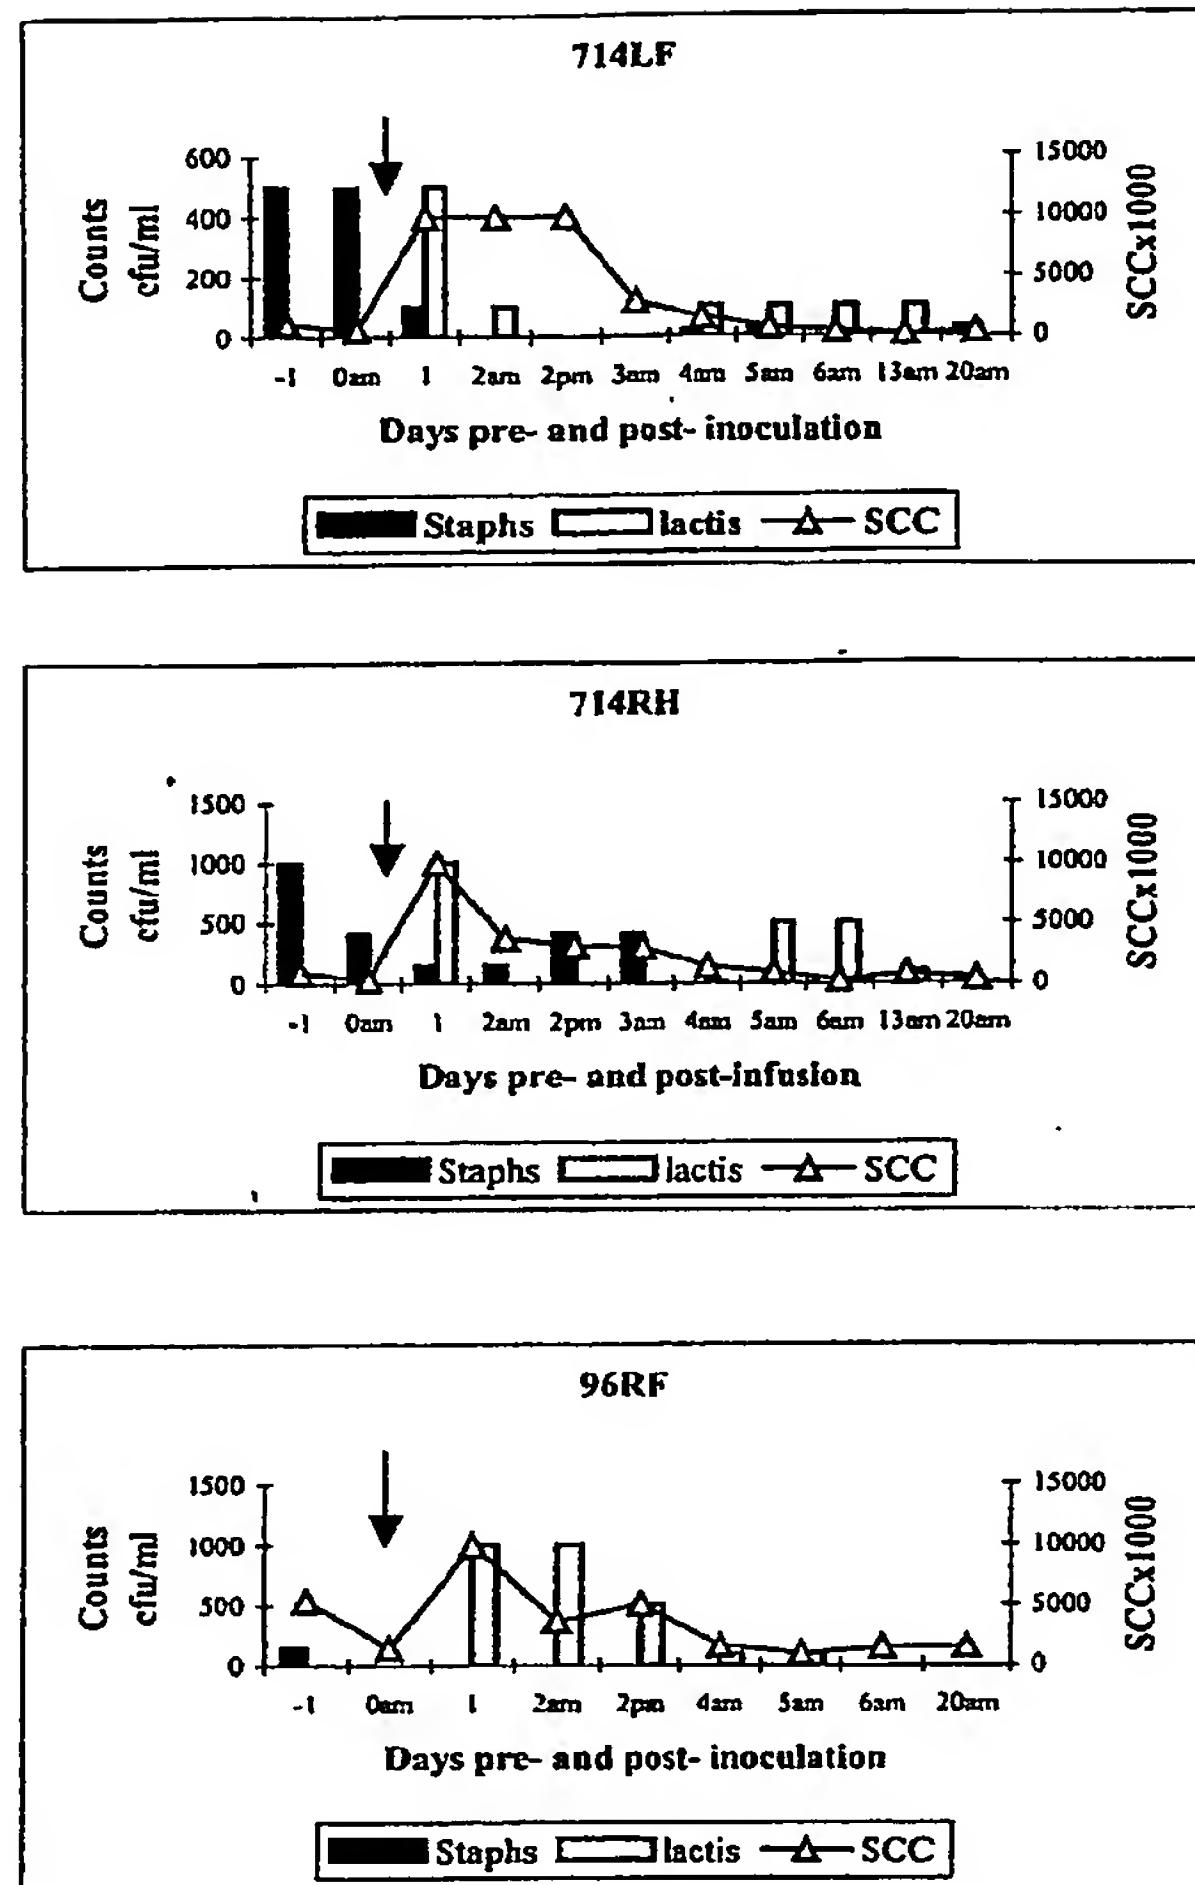 714LF
Counts
cfu/ml
600
400
200
0
15000
10000
5000
0
SCCx1000
-1 0am 1 2am 2pm 3am 4am 5am 6am 13am 20am
Days pre- and post- inoculation
Staphs lactis SCC
714RH
Counts
cfu/ml
1500
1000
500
0
15000
10000
5000
0
SCCx1000
-1 0am 1 2am 2pm 3am 4am 5am 6am 13am 20am
Days pre- and post-infusion
Staphs lactis SCC
96RF
Counts
cfu/ml
1500
1000
500
0
15000
10000
5000
0
SCCx1000
-1 0am 1 2am 2pm 4am 5am 6am 20am
Days pre- and post- inoculation
Staphs lactis SCC